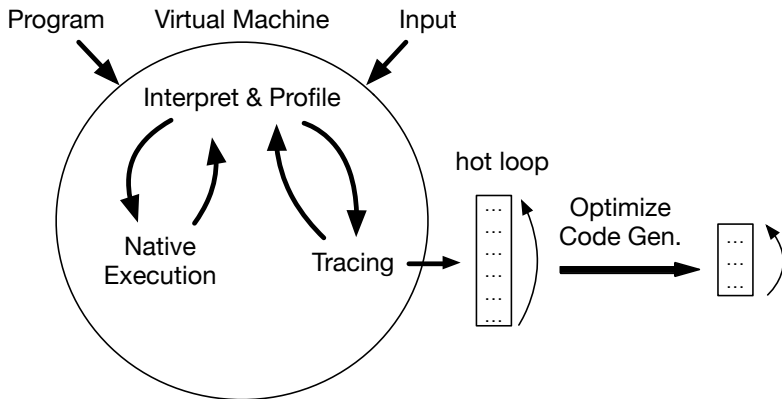 Program
Virtual Machine
Input
Interpret & Profile
hot loop
Native
Execution
Tracing
...
...
...
...
...
...
Optimize
Code Gen.
...
...
...